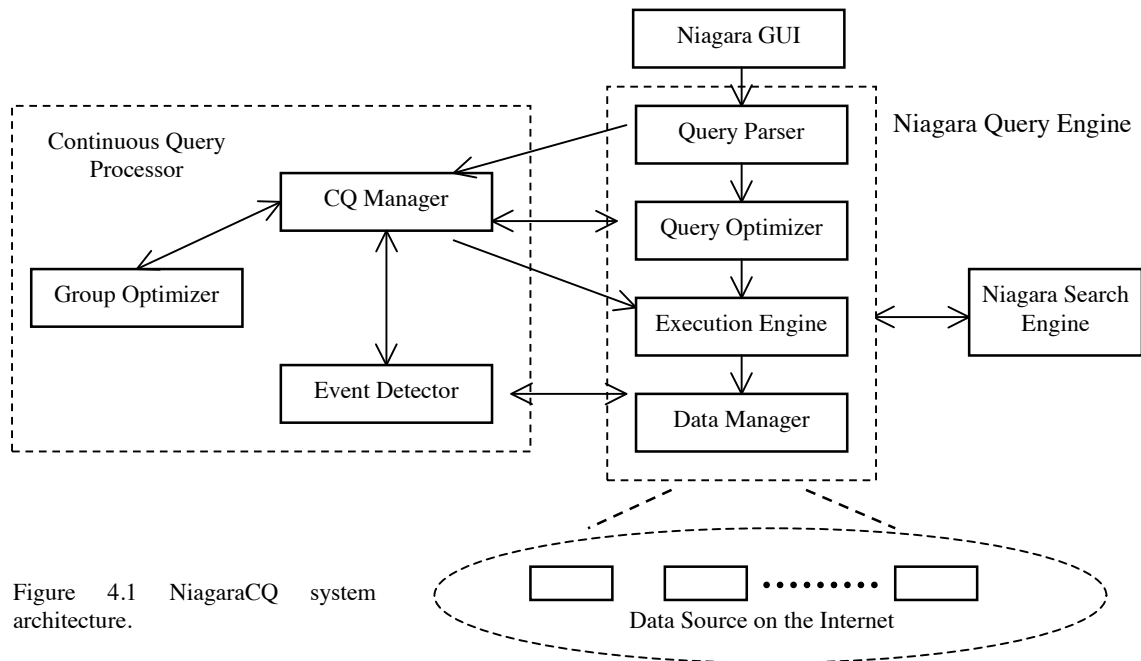 Niagara GUI
Continuous Query
Processor
Query Parser
Niagara Query Engine
CQ Manager
Query Optimizer
Group Optimizer
Niagara Search
Engine
Execution Engine
Event Detector
Data Manager
Figure 4.1 NiagaraCQ system
architecture.
Data Source on the Internet